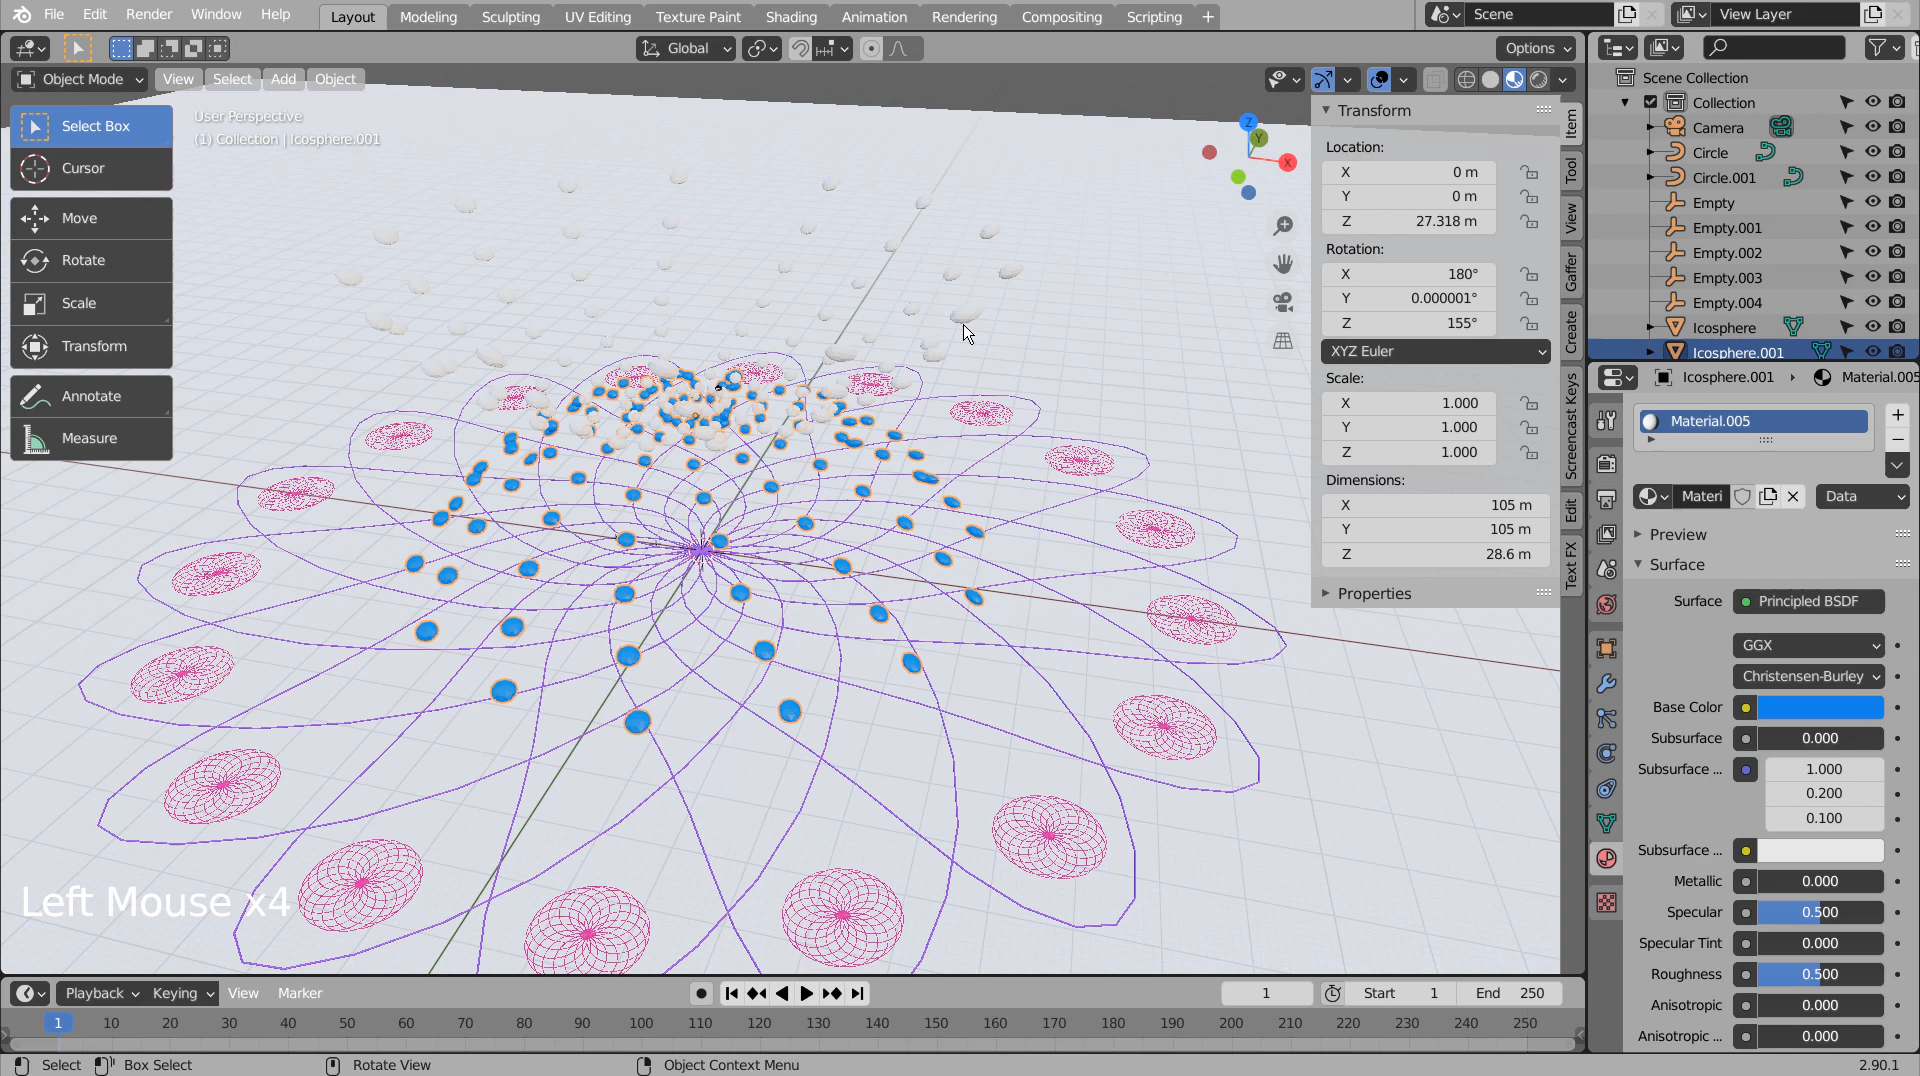 File Edit Render Window Help Layout Modeling Sculpting UV Editing Texture Paint Shading Animation Rendering Compositing Scripting + Scene View Layer
Global Options
Object Mode View Select Add Object
User Perspective
(1) Collection | Icosphere.001
Select Box
Cursor
Move
Rotate
Scale
Transform
Annotate
Measure
Z
Y
X
Transform
Location:
X 0 m
Y 0 m
Z 27.318 m
Rotation:
X 180°
Y 0.000001°
Z 155°
XYZ Euler
Scale:
X 1.000
Y 1.000
Z 1.000
Dimensions:
X 105 m
Y 105 m
Z 28.6 m
Properties
Item
Tool
View
Gaffer
Create
Screencast Keys
Edit
Text FX
Scene Collection
Collection
Camera
Circle
Circle.001
Empty
Empty.001
Empty.002
Empty.003
Empty.004
Icosphere
Icosphere.001
Icosphere.001 › Material.005
Material.005
Materi Data
Preview
Surface
Surface Principled BSDF
GGX
Christensen-Burley
Base Color
Subsurface 0.000
Subsurface ... 1.000
0.200
0.100
Subsurface ...
Metallic 0.000
Specular 0.500
Specular Tint 0.000
Roughness 0.500
Anisotropic 0.000
Anisotropic ... 0.000
Left Mouse x4
Playback Keying View Marker 1 Start 1 End 250
1 10 20 30 40 50 60 70 80 90 100 110 120 130 140 150 160 170 180 190 200 210 220 230 240 250
Select Box Select Rotate View Object Context Menu 2.90.1